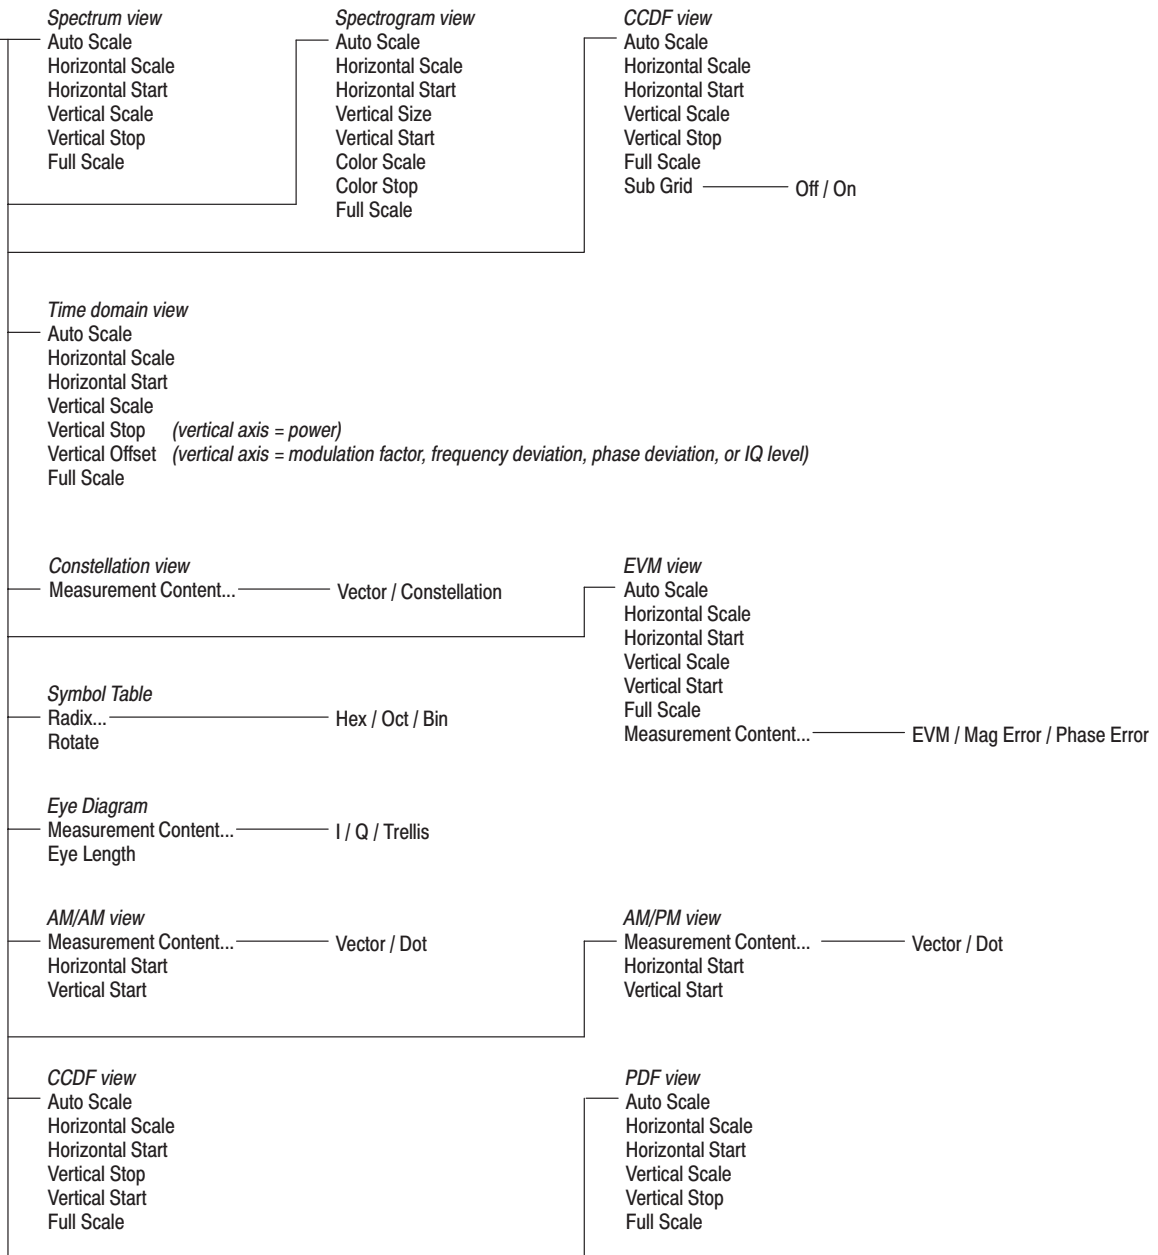 Spectrum view
Auto Scale
Horizontal Scale
Horizontal Start
Vertical Scale
Vertical Stop
Full Scale
Spectrogram view
Auto Scale
Horizontal Scale
Horizontal Start
Vertical Size
Vertical Start
Color Scale
Color Stop
Full Scale
CCDF view
Auto Scale
Horizontal Scale
Horizontal Start
Vertical Scale
Vertical Stop
Full Scale
Sub Grid Off / On
Time domain view
Auto Scale
Horizontal Scale
Horizontal Start
Vertical Scale
Vertical Stop (vertical axis = power)
Vertical Offset (vertical axis = modulation factor, frequency deviation, phase deviation, or IQ level)
Full Scale
Constellation view
Measurement Content... Vector / Constellation
EVM view
Auto Scale
Horizontal Scale
Horizontal Start
Vertical Scale
Vertical Start
Full Scale
Measurement Content... EVM / Mag Error / Phase Error
Symbol Table
Radix... Hex / Oct / Bin
Rotate
Eye Diagram
Measurement Content... I / Q / Trellis
Eye Length
AM/AM view
Measurement Content... Vector / Dot
Horizontal Start
Vertical Start
AM/PM view
Measurement Content... Vector / Dot
Horizontal Start
Vertical Start
CCDF view
Auto Scale
Horizontal Scale
Horizontal Start
Vertical Stop
Vertical Start
Full Scale
PDF view
Auto Scale
Horizontal Scale
Horizontal Start
Vertical Scale
Vertical Stop
Full Scale